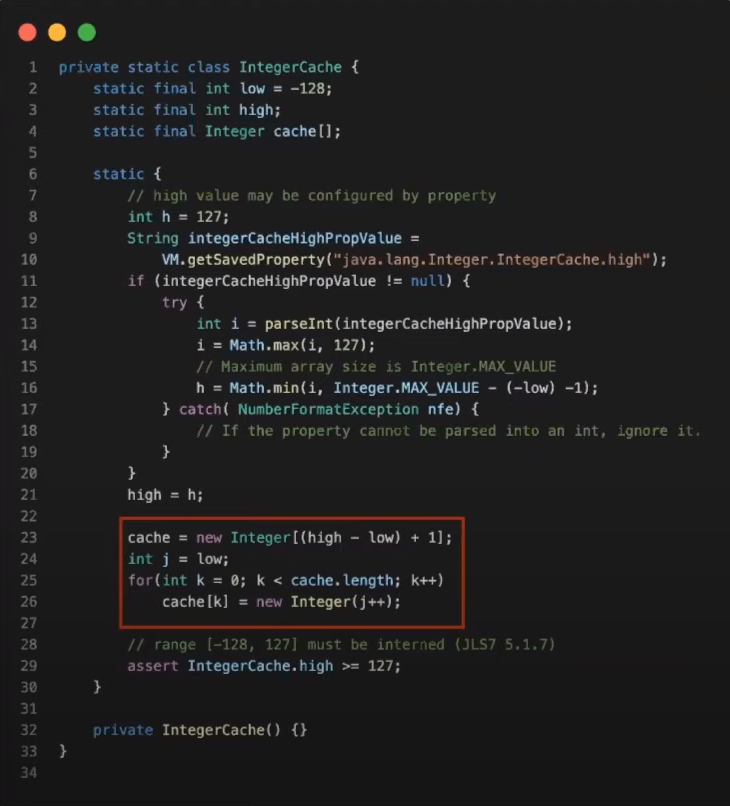 1 private static class IntegerCache {
2 static final int low = -128;
3 static final int high;
4 static final Integer cache[];
5
6 static {
7 // high value may be configured by property
8 int h = 127;
9 String integerCacheHighPropValue =
10 VM.getSavedProperty("java.lang.Integer.IntegerCache.high");
11 if (integerCacheHighPropValue != null) {
12 try {
13 int i = parseInt(integerCacheHighPropValue);
14 i = Math.max(i, 127);
15 // Maximum array size is Integer.MAX_VALUE
16 h = Math.min(i, Integer.MAX_VALUE - (-low) -1);
17 } catch( NumberFormatException nfe) {
18 // If the property cannot be parsed into an int, ignore it.
19 }
20 }
21 high = h;
22
23 cache = new Integer[(high - low) + 1];
24 int j = low;
25 for(int k = 0; k < cache.length; k++)
26 cache[k] = new Integer(j++);
27
28 // range [-128, 127] must be interned (JLS7 5.1.7)
29 assert IntegerCache.high >= 127;
30 }
31
32 private IntegerCache() {}
33 }
34